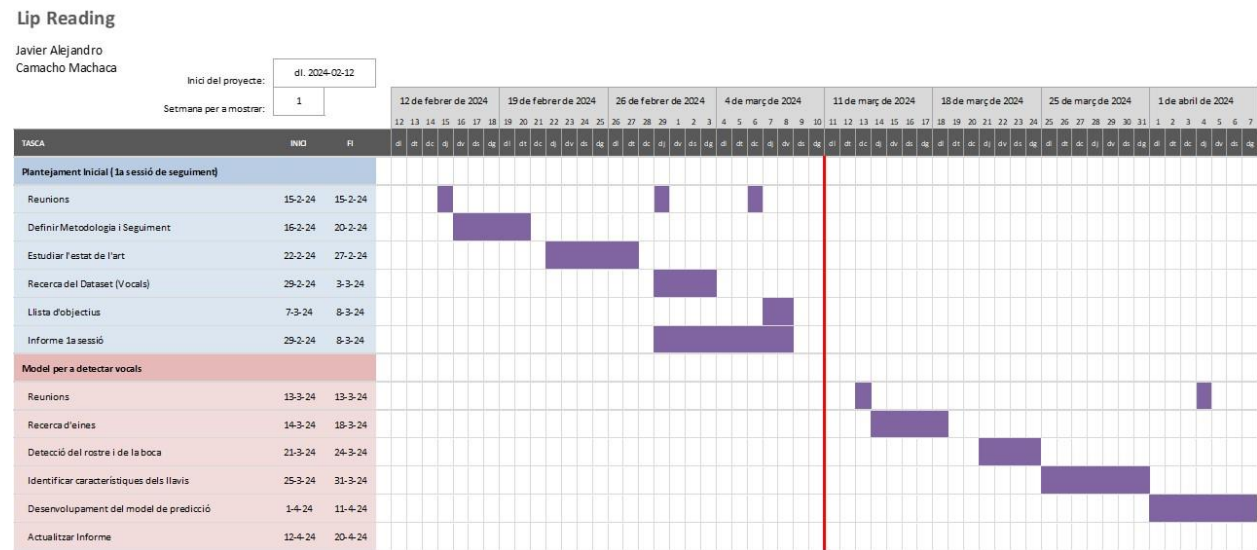 Lip Reading
Javier Alejandro
Camacho Machaca
Inici del proyecte: dl. 2024-02-12
Setmana per a mostrar: 1
12 de febrer de 2024 19 de febrer de 2024 26 de febrer de 2024 4 de març de 2024 11 de març de 2024 18 de març de 2024 25 de març de 2024 1 de abril de 2024
12 13 14 15 16 17 18 19 20 21 22 23 24 25 26 27 28 29 1 2 3 4 5 6 7 8 9 10 11 12 13 14 15 16 17 18 19 20 21 22 23 24 25 26 27 28 29 30 31 1 2 3 4 5 6 7
TASCA INICI FI dl dt dc dj dv ds dg dl dt dc dj dv ds dg dl dt dc dj dv ds dg dl dt dc dj dv ds dg dl dt dc dj dv ds dg dl dt dc dj dv ds dg dl dt dc dj dv ds dg dl dt dc dj dv ds dg
Plantejament Inicial (1a sessió de seguiment)
Reunions 15-2-24 15-2-24
Definir Metodologia i Seguiment 16-2-24 20-2-24
Estudiar l'estat de l'art 22-2-24 27-2-24
Recerca del Dataset (Vocals) 29-2-24 3-3-24
Llista d'objectius 7-3-24 8-3-24
Informe 1a sessió 29-2-24 8-3-24
Model per a detectar vocals
Reunions 13-3-24 13-3-24
Recerca d'eines 14-3-24 18-3-24
Detecció del rostre i de la boca 21-3-24 24-3-24
Identificar característiques dels llavis 25-3-24 31-3-24
Desenvolupament del model de predicció 1-4-24 11-4-24
Actualitzar Informe 12-4-24 20-4-24